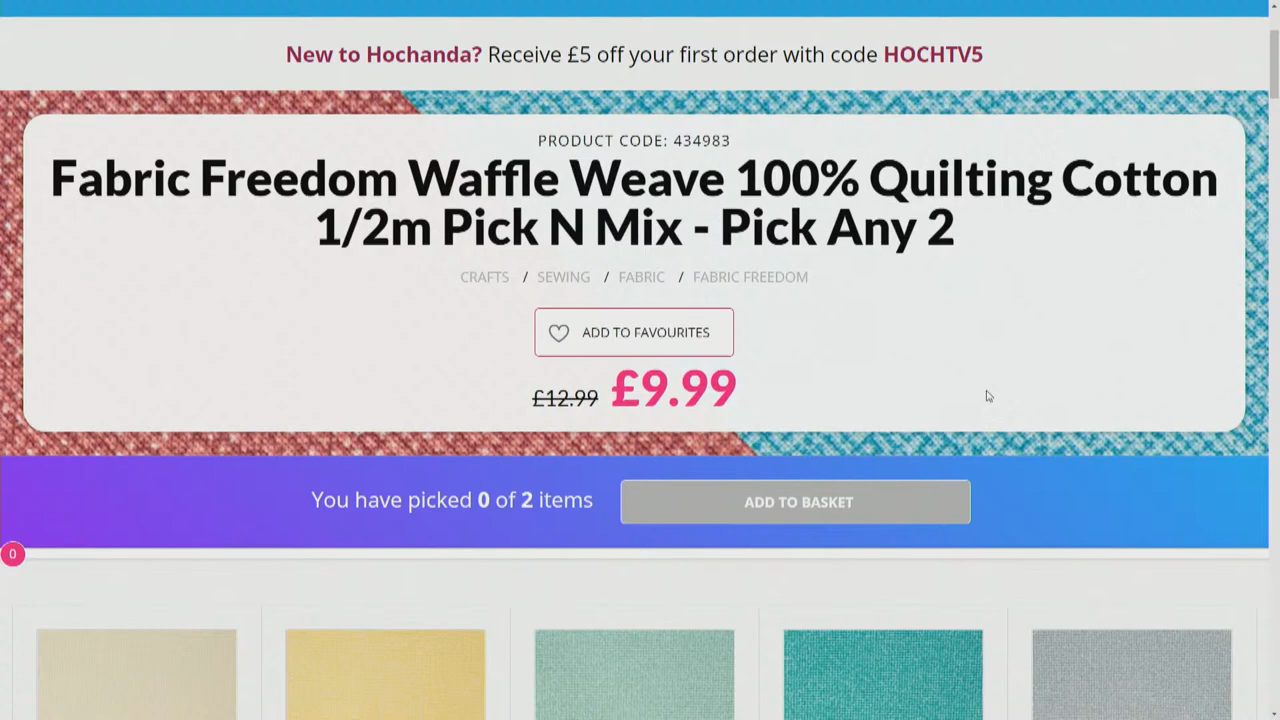 New to Hochanda? Receive £5 off your first order with code HOCHTV5
PRODUCT CODE: 434983
Fabric Freedom Waffle Weave 100% Quilting Cotton
1/2m Pick N Mix - Pick Any 2
CRAFTS / SEWING / FABRIC / FABRIC FREEDOM
ADD TO FAVOURITES
£12.99 £9.99
You have picked 0 of 2 items ADD TO BASKET
0